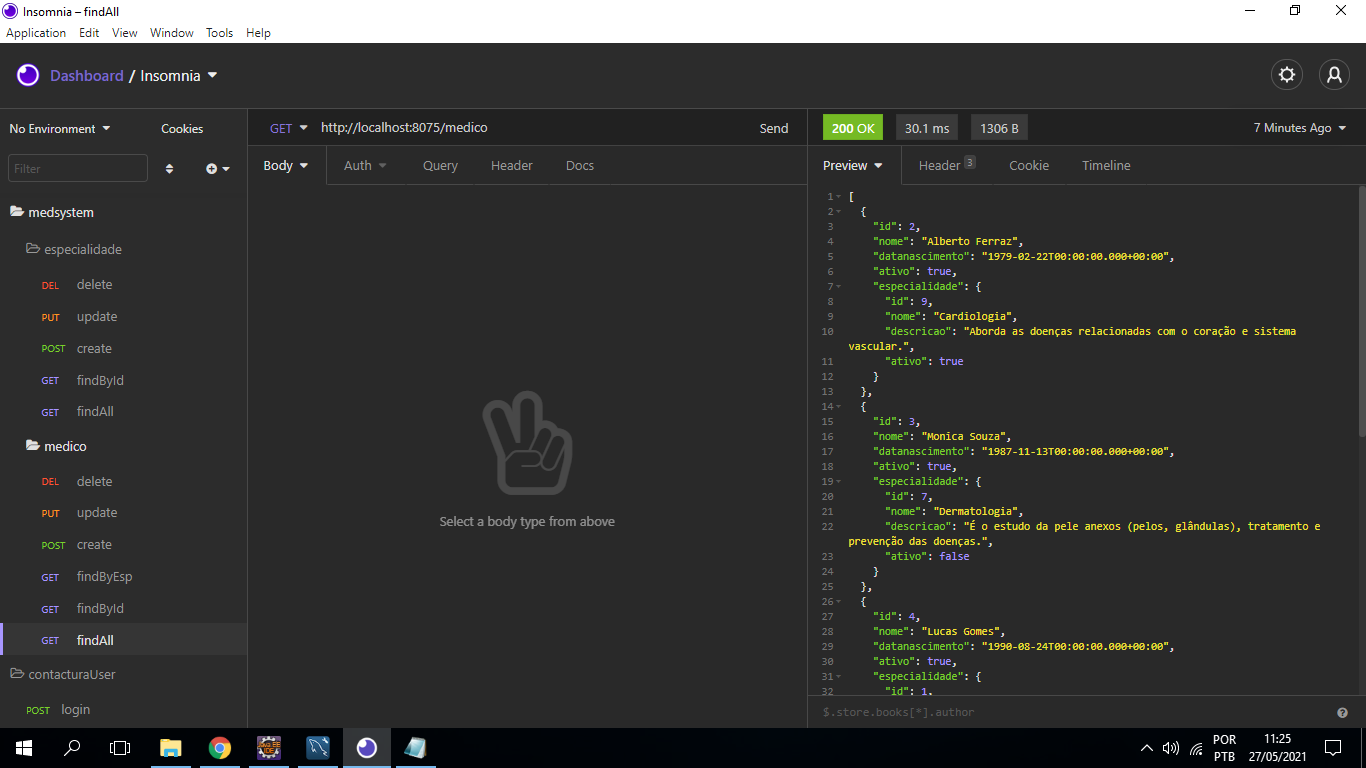 Insomnia – findAll
Application Edit View Window Tools Help
Dashboard / Insomnia
No Environment Cookies
Filter
medsystem
especialidade
DEL delete
PUT update
POST create
GET findById
GET findAll
medico
DEL delete
PUT update
POST create
GET findByEsp
GET findById
GET findAll
contacturaUser
POST login
GET http://localhost:8075/medico Send
Body Auth Query Header Docs
Select a body type from above
200 OK 30.1 ms 1306 B 7 Minutes Ago
Preview Header 3 Cookie Timeline
1 [
2 {
3 "id": 2,
4 "nome": "Alberto Ferraz",
5 "datanascimento": "1979-02-22T00:00:00.000+00:00",
6 "ativo": true,
7 "especialidade": {
8 "id": 9,
9 "nome": "Cardiologia",
10 "descricao": "Aborda as doenças relacionadas com o coração e sistema
vascular.",
11 "ativo": true
12 }
13 },
14 {
15 "id": 3,
16 "nome": "Monica Souza",
17 "datanascimento": "1987-11-13T00:00:00.000+00:00",
18 "ativo": true,
19 "especialidade": {
20 "id": 7,
21 "nome": "Dermatologia",
22 "descricao": "É o estudo da pele anexos (pelos, glândulas), tratamento e
prevenção das doenças.",
23 "ativo": false
24 }
25 },
26 {
27 "id": 4,
28 "nome": "Lucas Gomes",
29 "datanascimento": "1990-08-24T00:00:00.000+00:00",
30 "ativo": true,
31 "especialidade": {
32 "id": 1,
$.store.books[*].author
POR
PTB
11:25
27/05/2021